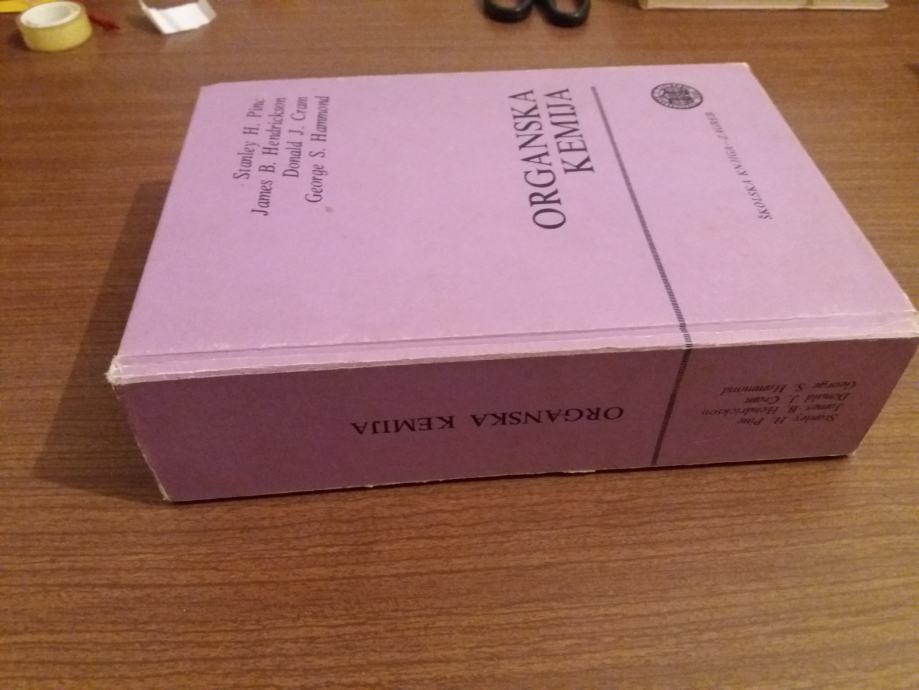 Stanley H. Pine
James B. Hendrickson
Donald J. Cram
George S. Hammond
ORGANSKA
KEMIJA
ŠKOLSKA KNJIGA–ZAGREB
ORGANSKA KEMIJA
Stanley H. Pine
James B. Hendrickson
Donald J. Cram
George S. Hammond